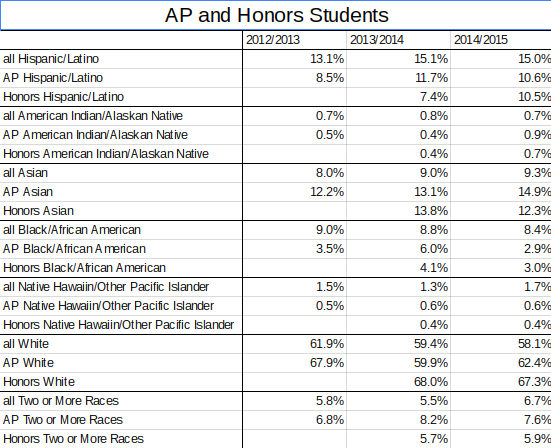 AP and Honors Students
2012/2013 2013/2014 2014/2015
all Hispanic/Latino 13.1% 15.1% 15.0%
AP Hispanic/Latino 8.5% 11.7% 10.6%
Honors Hispanic/Latino 7.4% 10.5%
all American Indian/Alaskan Native 0.7% 0.8% 0.7%
AP American Indian/Alaskan Native 0.5% 0.4% 0.9%
Honors American Indian/Alaskan Native 0.4% 0.7%
all Asian 8.0% 9.0% 9.3%
AP Asian 12.2% 13.1% 14.9%
Honors Asian 13.8% 12.3%
all Black/African American 9.0% 8.8% 8.4%
AP Black/African American 3.5% 6.0% 2.9%
Honors Black/African American 4.1% 3.0%
all Native Hawaiin/Other Pacific Islander 1.5% 1.3% 1.7%
AP Native Hawaiin/Other Pacific Islander 0.5% 0.6% 0.6%
Honors Native Hawaiin/Other Pacific Islander 0.4% 0.4%
all White 61.9% 59.4% 58.1%
AP White 67.9% 59.9% 62.4%
Honors White 68.0% 67.3%
all Two or More Races 5.8% 5.5% 6.7%
AP Two or More Races 6.8% 8.2% 7.6%
Honors Two or More Races 5.7% 5.9%